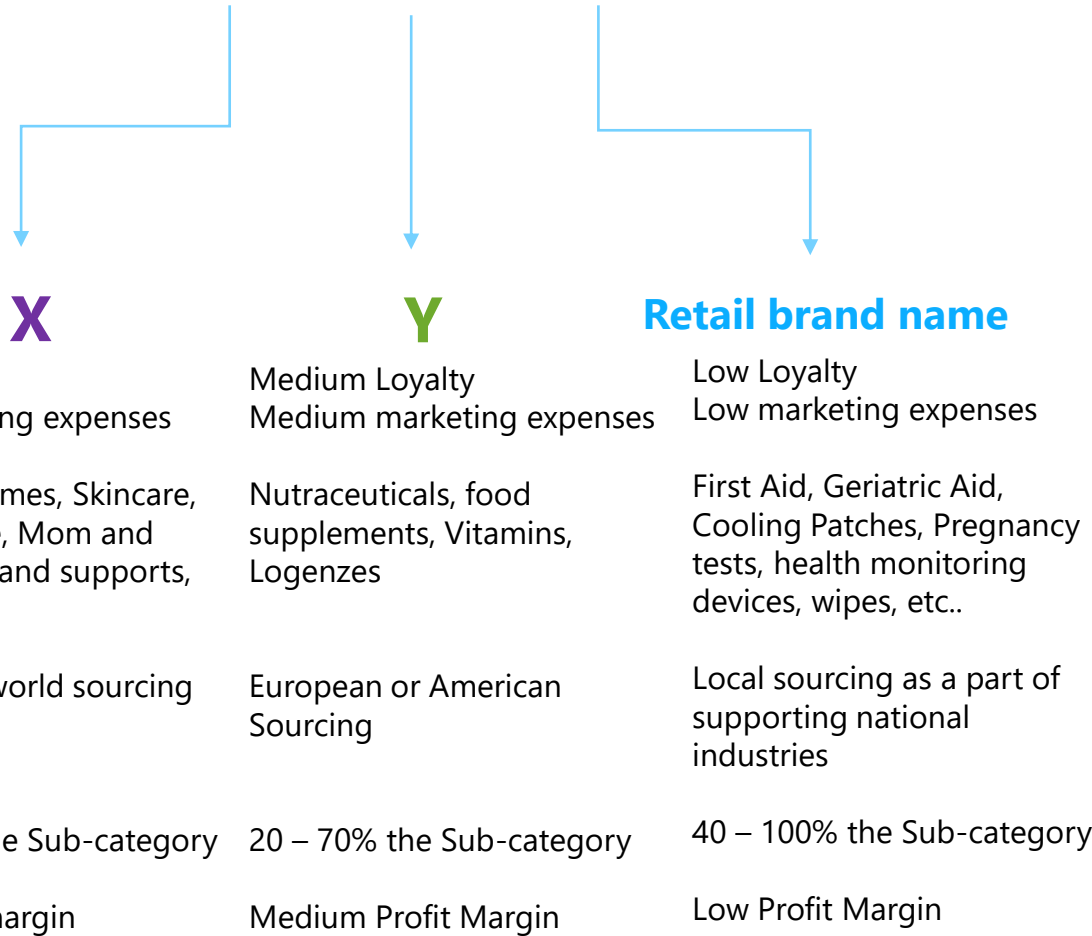 X
ng expenses
mes, Skincare,
, Mom and
and supports,
world sourcing
e Sub-category
argin
Y
Medium Loyalty
Medium marketing expenses
Nutraceuticals, food
supplements, Vitamins,
Logenzes
European or American
Sourcing
20 – 70% the Sub-category
Medium Profit Margin
Retail brand name
Low Loyalty
Low marketing expenses
First Aid, Geriatric Aid,
Cooling Patches, Pregnancy
tests, health monitoring
devices, wipes, etc..
Local sourcing as a part of
supporting national
industries
40 – 100% the Sub-category
Low Profit Margin